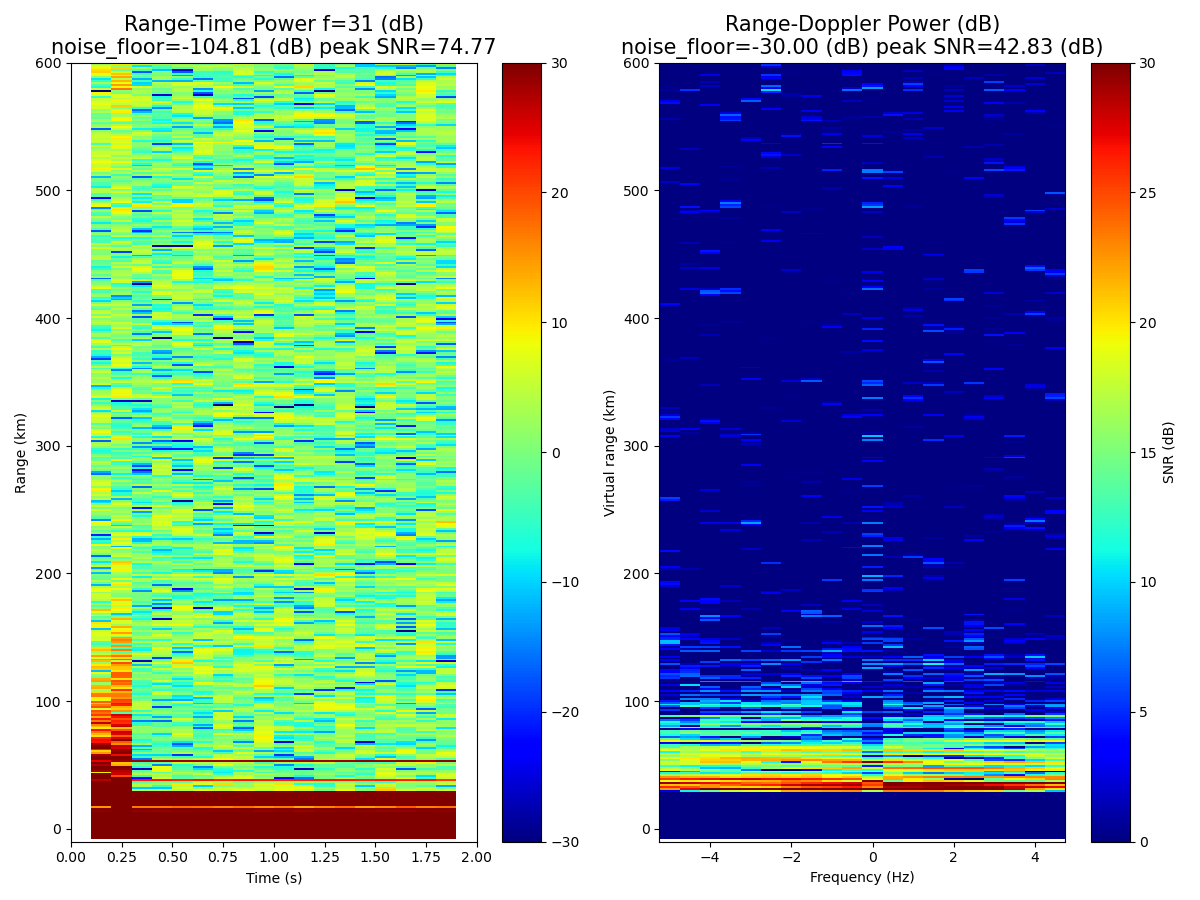 Range-Time Power f=31 (dB)
noise_floor=-104.81 (dB) peak SNR=74.77
Range (km)
600
500
400
300
200
100
0
0.00 0.25 0.50 0.75 1.00 1.25 1.50 1.75 2.00
Time (s)
30
20
10
0
−10
−20
−30
Range-Doppler Power (dB)
noise_floor=-30.00 (dB) peak SNR=42.83 (dB)
Virtual range (km)
600
500
400
300
200
100
0
−4 −2 0 2 4
Frequency (Hz)
30
25
20
15
10
5
0
SNR (dB)